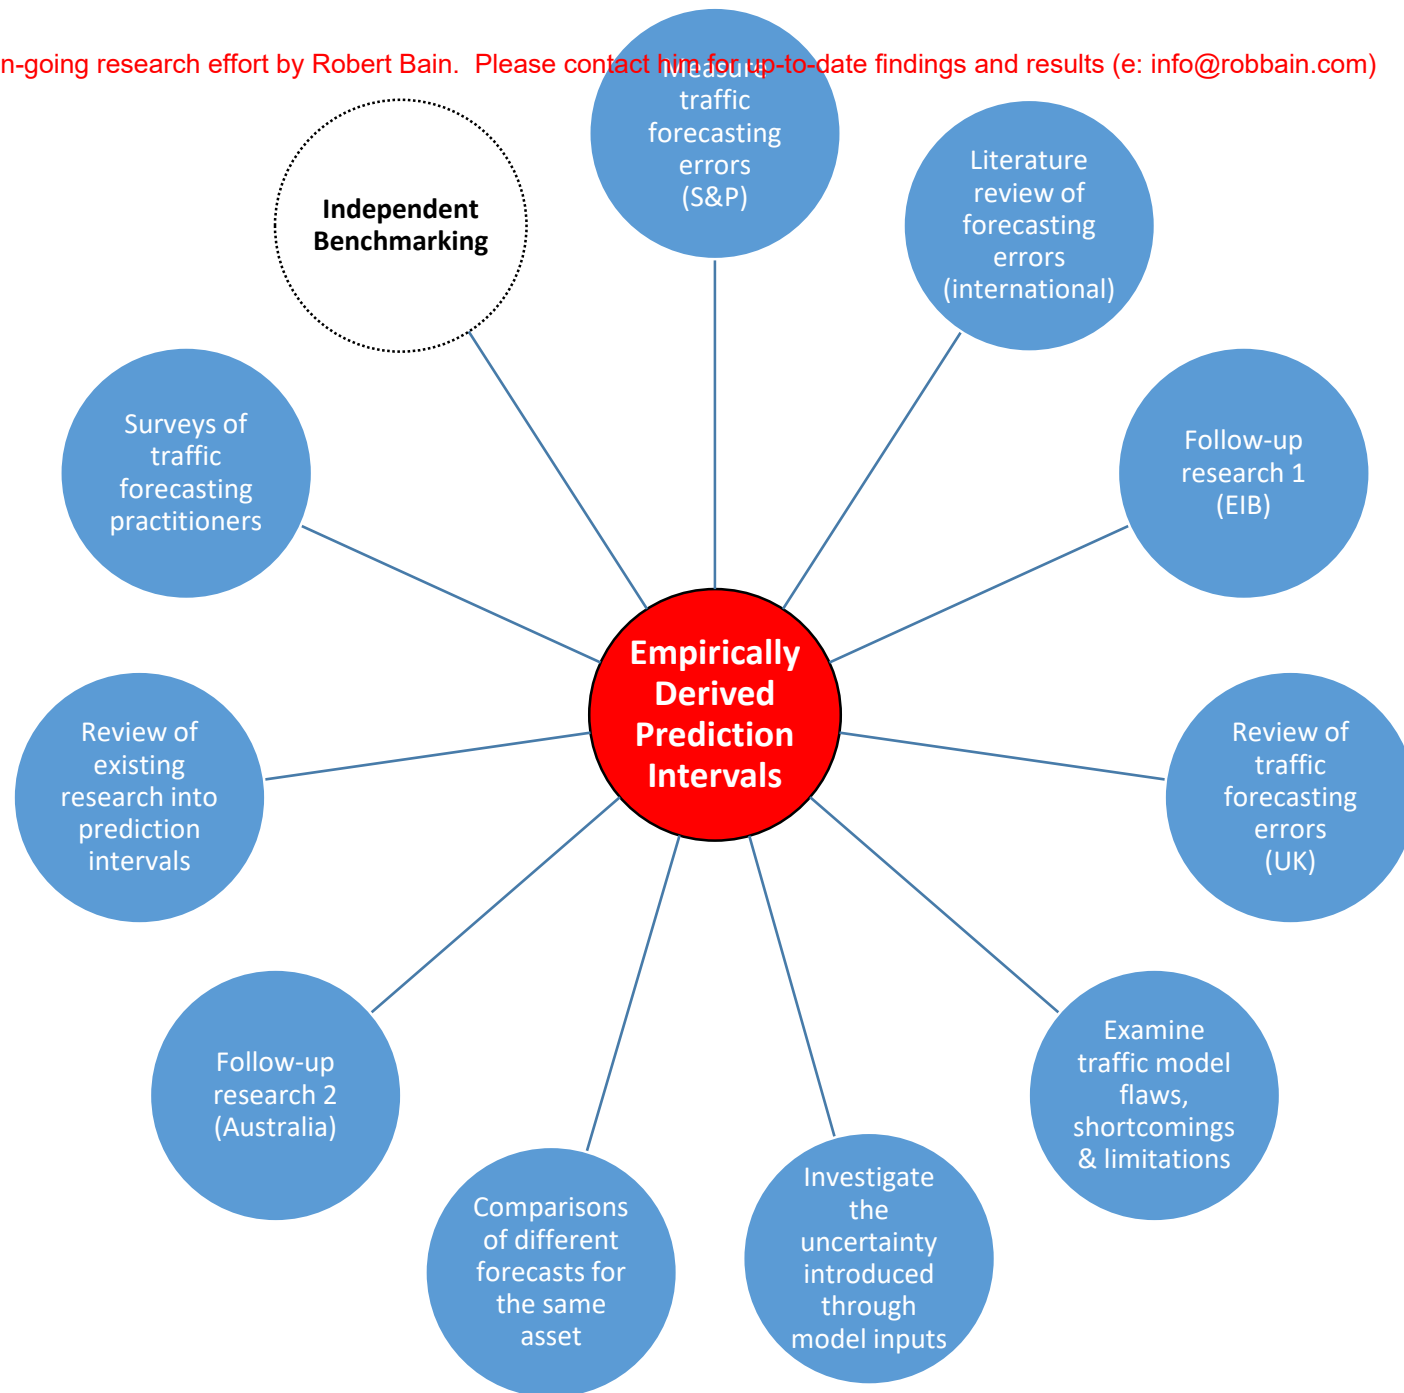 n-going research effort by Robert Bain.  Please contact him for up-to-date findings and results (e: info@robbain.com)
Measure
traffic
forecasting
errors
(S&P)
Literature
review of
forecasting
errors
(international)
Follow-up
research 1
(EIB)
Review of
traffic
forecasting
errors
(UK)
Examine
traffic model
flaws,
shortcomings
& limitations
Investigate
the
uncertainty
introduced
through
model inputs
Comparisons
of different
forecasts for
the same
asset
Follow-up
research 2
(Australia)
Review of
existing
research into
prediction
intervals
Surveys of
traffic
forecasting
practitioners
Independent
Benchmarking
Empirically
Derived
Prediction
Intervals